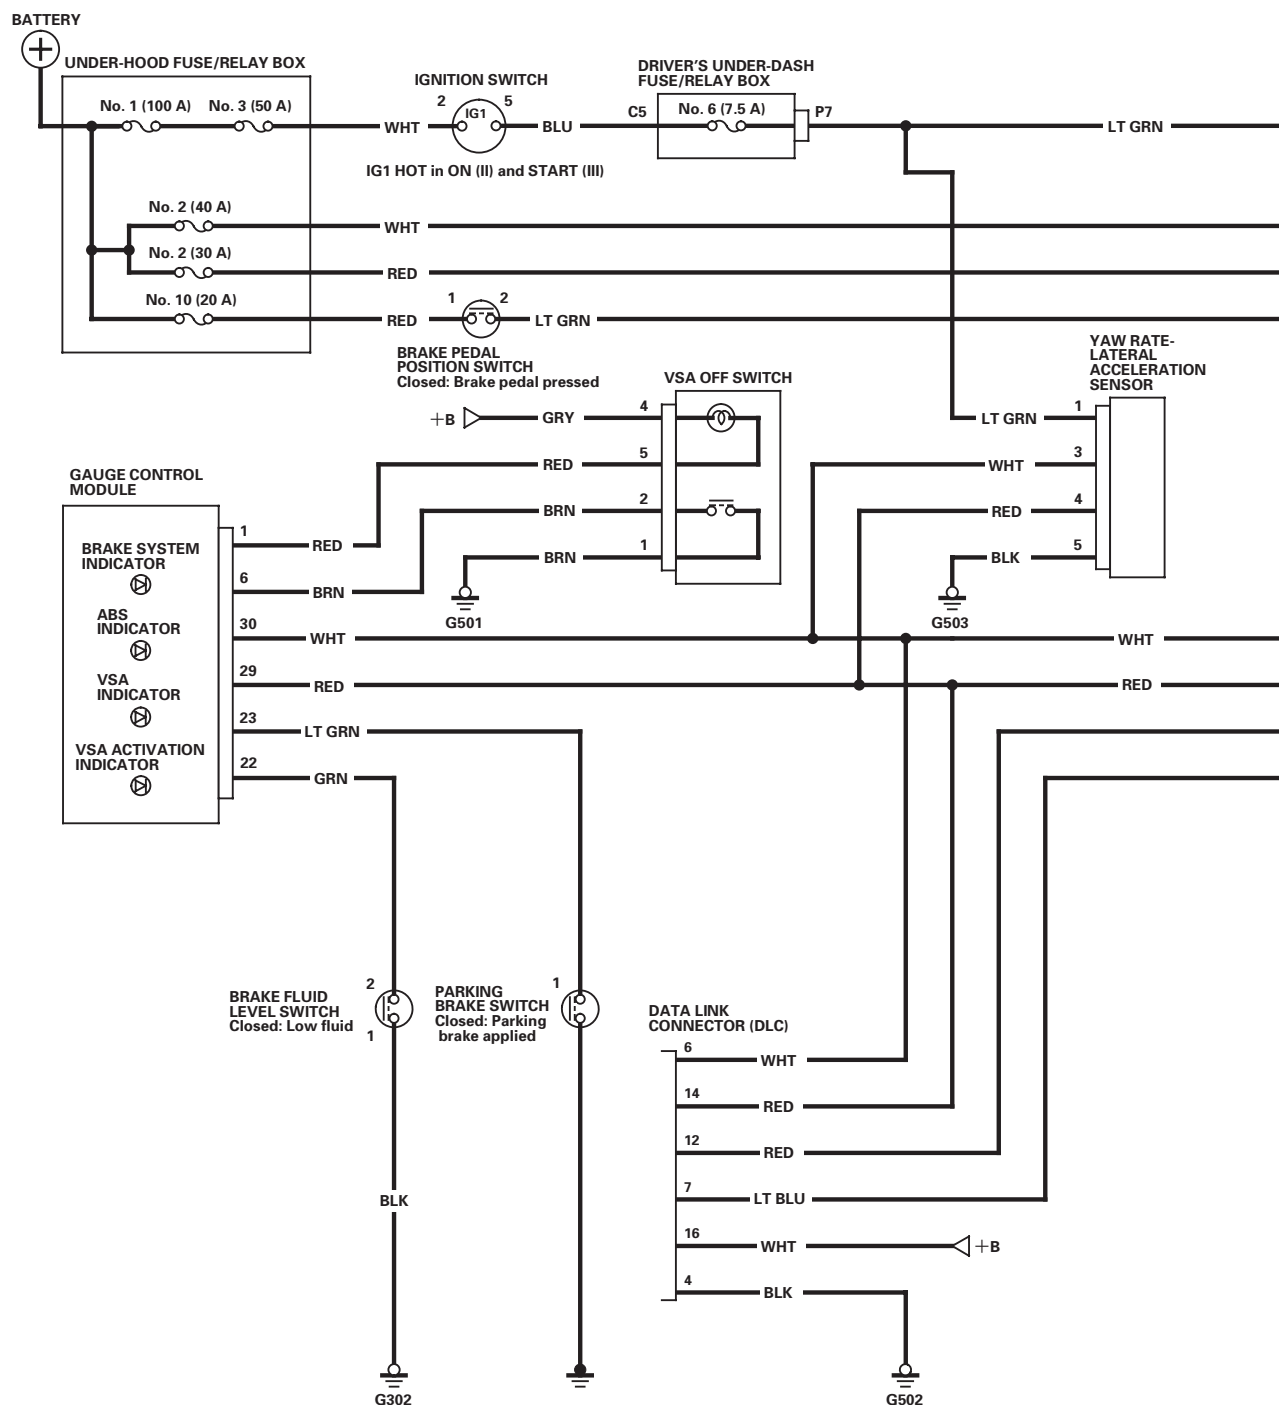 BATTERY
UNDER-HOOD FUSE/RELAY BOX
No. 1 (100 A)
No. 3 (50 A)
WHT
IGNITION SWITCH
2
IG1
5
BLU
IG1 HOT in ON (II) and START (III)
DRIVER'S UNDER-DASH
FUSE/RELAY BOX
C5
No. 6 (7.5 A)
P7
LT GRN
No. 2 (40 A)
WHT
No. 2 (30 A)
RED
No. 10 (20 A)
RED
1
2
LT GRN
BRAKE PEDAL
POSITION SWITCH
Closed: Brake pedal pressed
VSA OFF SWITCH
+B
GRY
4
RED
5
BRN
2
BRN
1
G501
YAW RATE-
LATERAL
ACCELERATION
SENSOR
LT GRN
1
WHT
3
RED
4
BLK
5
G503
GAUGE CONTROL
MODULE
BRAKE SYSTEM
INDICATOR
ABS
INDICATOR
VSA
INDICATOR
VSA ACTIVATION
INDICATOR
1
RED
6
BRN
30
WHT
WHT
29
RED
RED
23
LT GRN
22
GRN
BRAKE FLUID
LEVEL SWITCH
Closed: Low fluid
2
1
BLK
G302
PARKING
BRAKE SWITCH
Closed: Parking
brake applied
1
DATA LINK
CONNECTOR (DLC)
6
WHT
14
RED
12
RED
7
LT BLU
16
WHT
+B
4
BLK
G502